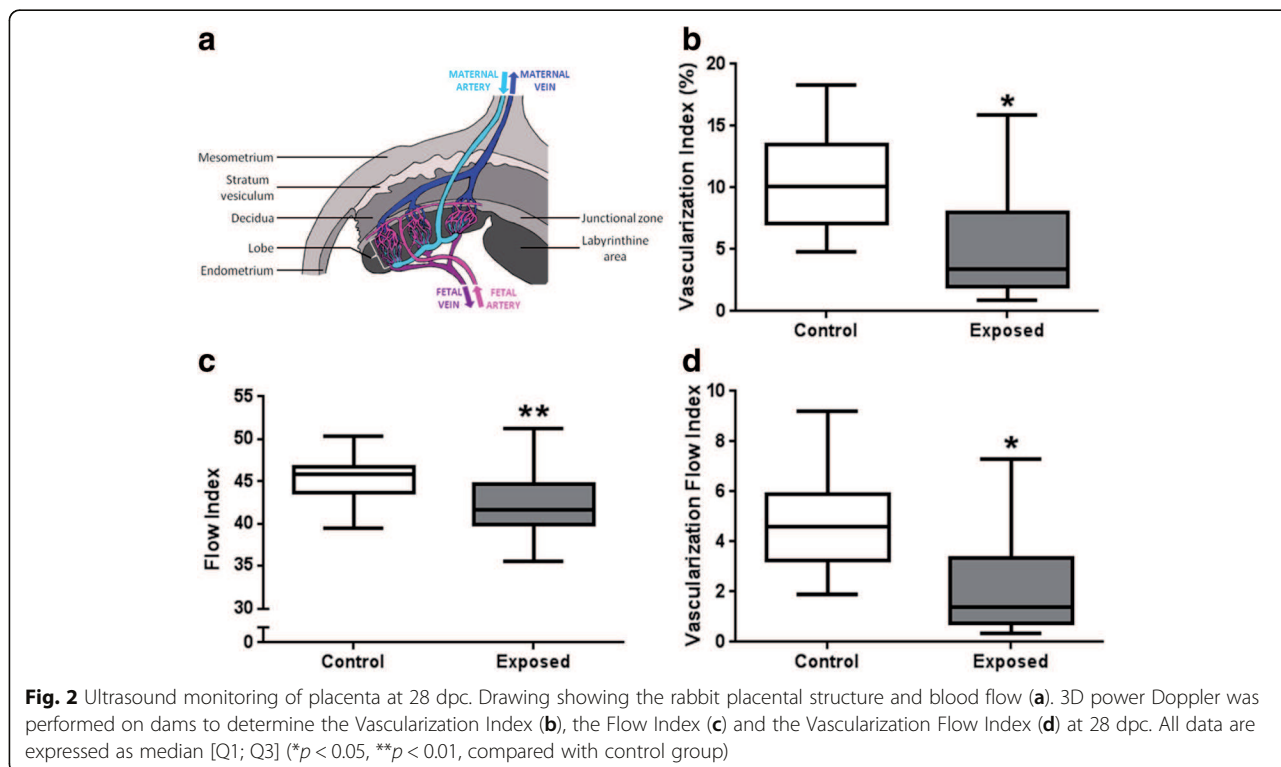 a
MATERNAL ARTERY
MATERNAL VEIN
Mesometrium
Stratum vesiculum
Decidua
Lobe
Endometrium
Junctional zone
Labyrinthine area
FETAL VEIN
FETAL ARTERY
b
Vascularization Index (%)
20
15
10
5
0
*
Control
Exposed
c
Flow Index
55
50
45
40
35
30
0
**
Control
Exposed
d
Vascularization Flow Index
10
8
6
4
2
0
*
Control
Exposed
Fig. 2 Ultrasound monitoring of placenta at 28 dpc. Drawing showing the rabbit placental structure and blood flow (a). 3D power Doppler was
performed on dams to determine the Vascularization Index (b), the Flow Index (c) and the Vascularization Flow Index (d) at 28 dpc. All data are
expressed as median [Q1; Q3] (*p < 0.05, **p < 0.01, compared with control group)